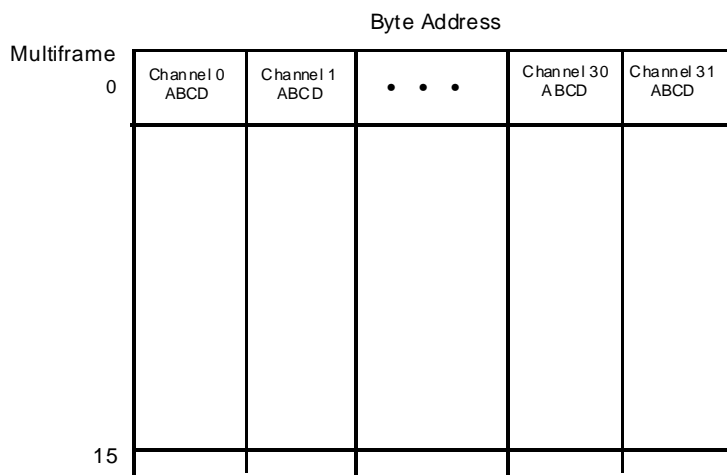 Byte Address
Multiframe
0
Channel 0 Channel 1 • • • Channel 30 Channel 31
ABCD ABCD ABCD ABCD
15